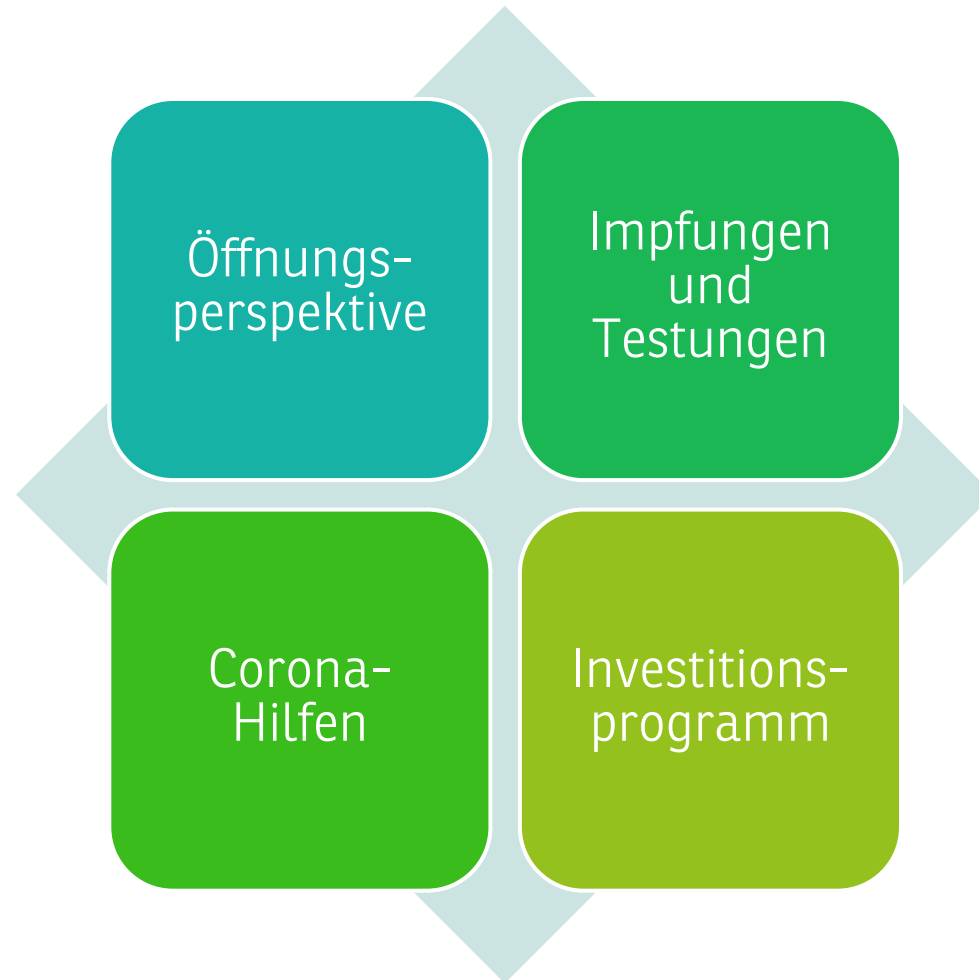 Öffnungs-
perspektive
Impfungen
und
Testungen
Corona-
Hilfen
Investitions-
programm